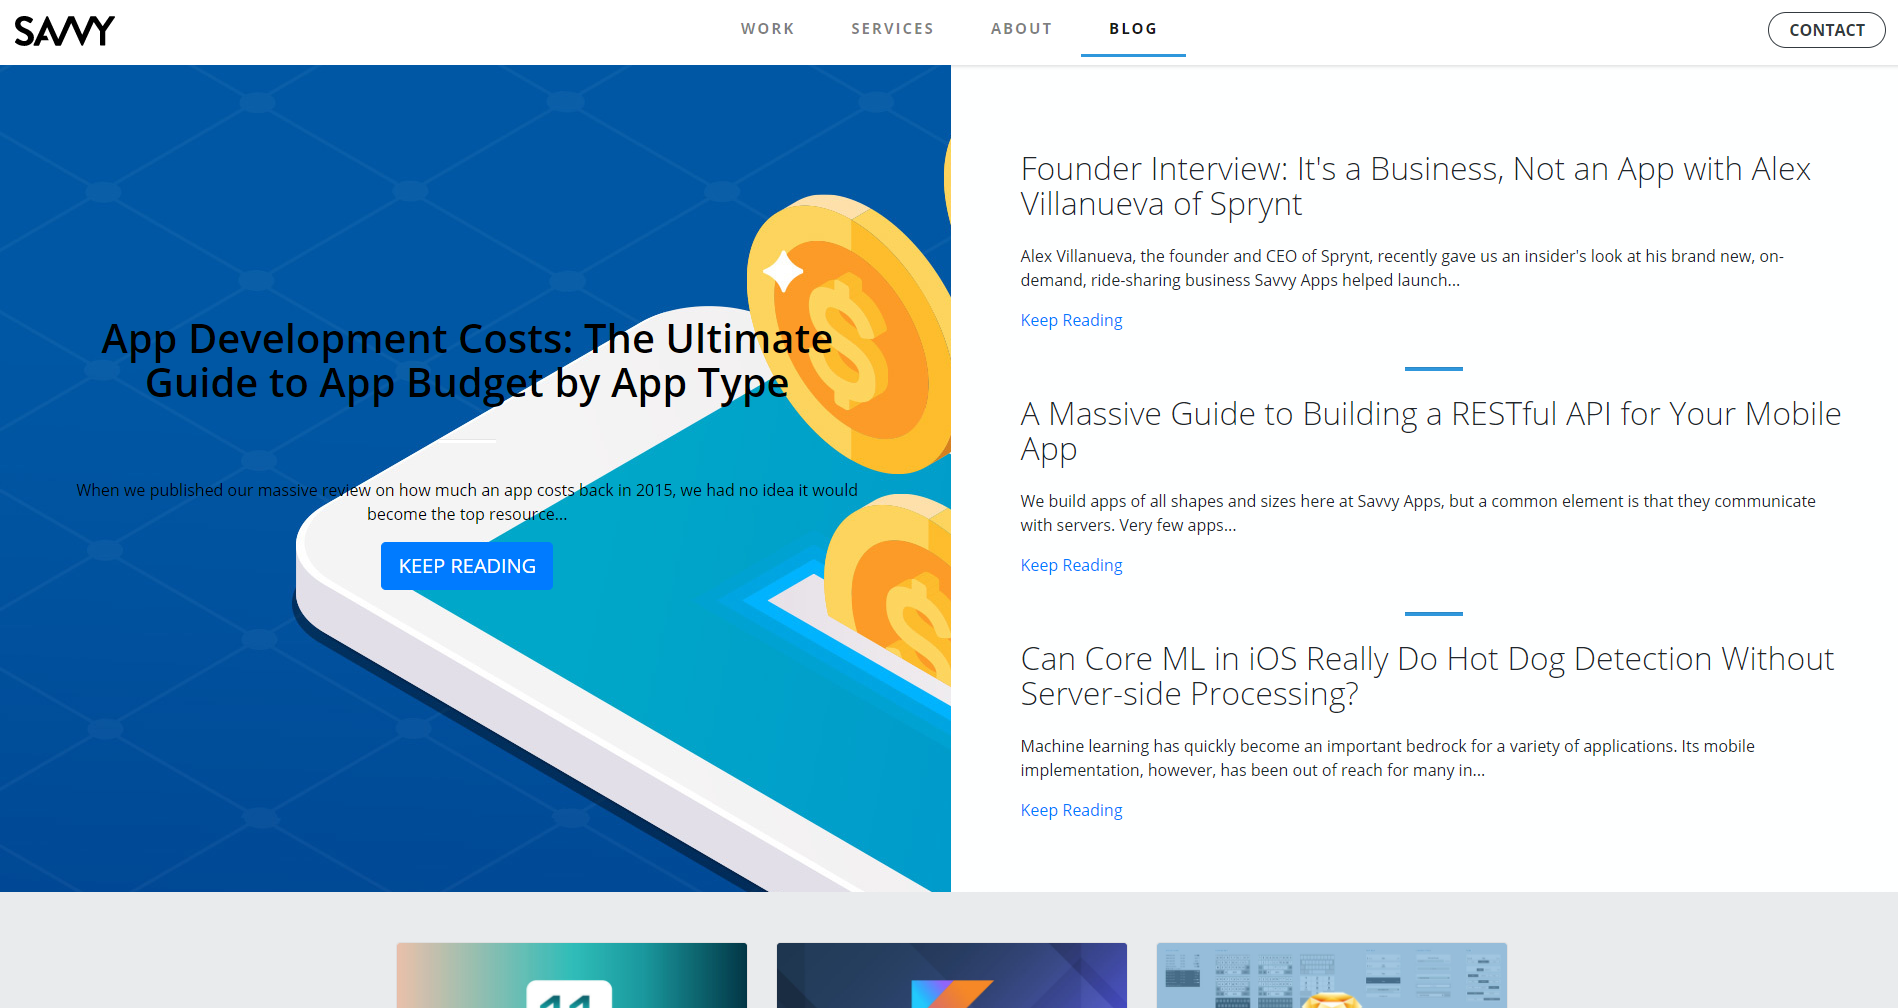 SAVVY
WORK
SERVICES
ABOUT
BLOG
CONTACT
App Development Costs: The Ultimate
Guide to App Budget by App Type
When we published our massive review on how much an app costs back in 2015, we had no idea it would
become the top resource...
KEEP READING
Founder Interview: It's a Business, Not an App with Alex
Villanueva of Sprynt
Alex Villanueva, the founder and CEO of Sprynt, recently gave us an insider's look at his brand new, on-
demand, ride-sharing business Savvy Apps helped launch...
Keep Reading
A Massive Guide to Building a RESTful API for Your Mobile
App
We build apps of all shapes and sizes here at Savvy Apps, but a common element is that they communicate
with servers. Very few apps...
Keep Reading
Can Core ML in iOS Really Do Hot Dog Detection Without
Server-side Processing?
Machine learning has quickly become an important bedrock for a variety of applications. Its mobile
implementation, however, has been out of reach for many in...
Keep Reading
11